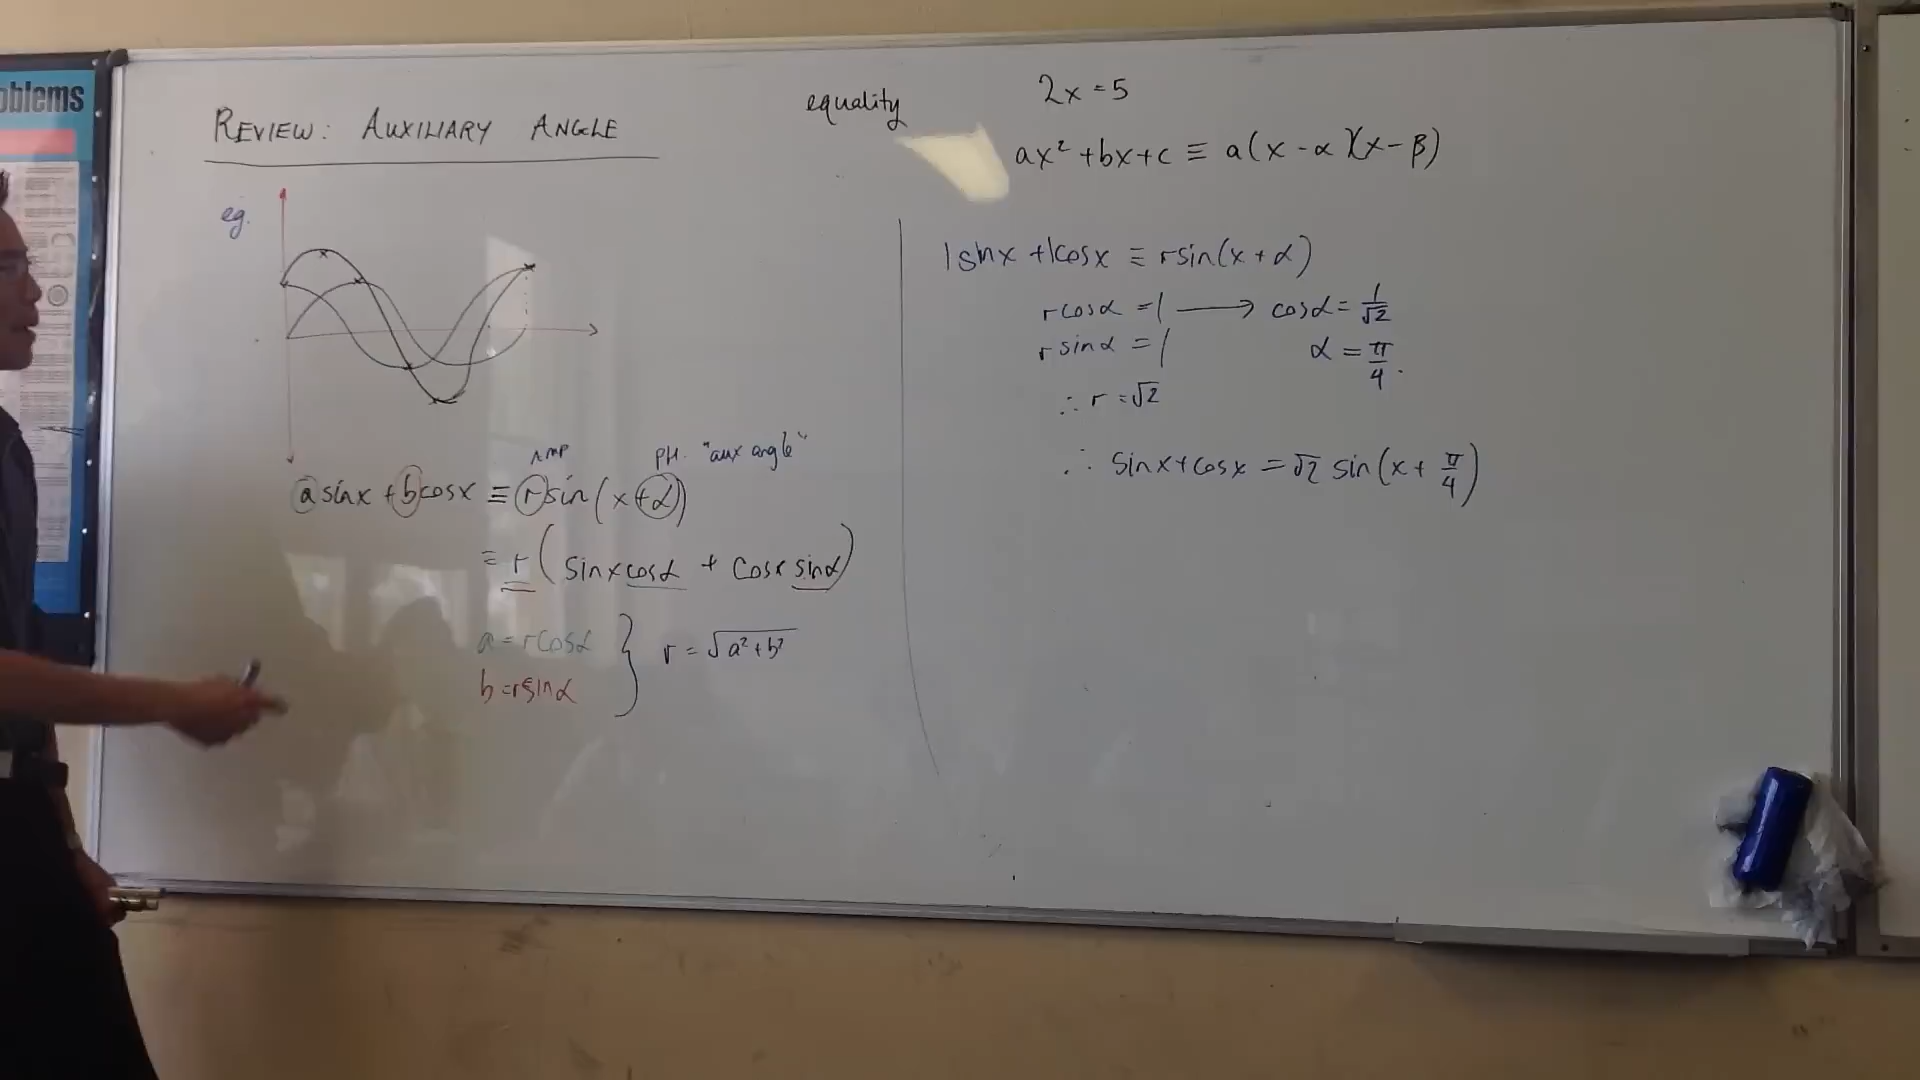 oblems
REVIEW: AUXILIARY ANGLE
eg.
AMP
PH. "aux angle"
a sinx + b cosx ≡ r sin(x+α)
≡ r(sinx cosα + cosx sinα)
a = rcosα
b = rsinα
} r = √(a² + b²)
equality
2x = 5
ax² + bx + c ≡ a(x - α)(x - β)
1sinx + 1cosx ≡ rsin(x + α)
rcosα = 1 → cosα = 1/√2
rsinα = 1
α = π/4.
∴ r = √2
∴ sinx + cosx = √2 sin(x + π/4)